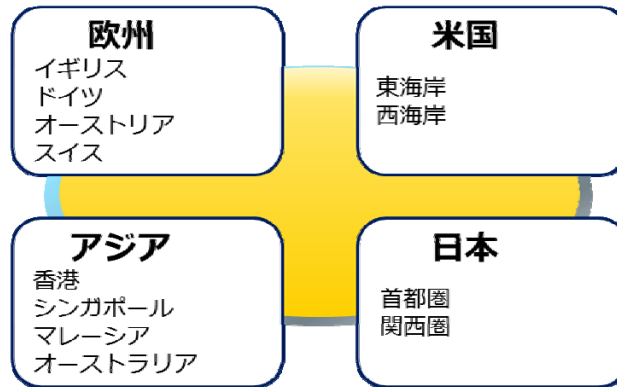 欧州
イギリス
ドイツ
オーストリア
スイス
米国
東海岸
西海岸
アジア
香港
シンガポール
マレーシア
オーストラリア
日本
首都圏
関西圏